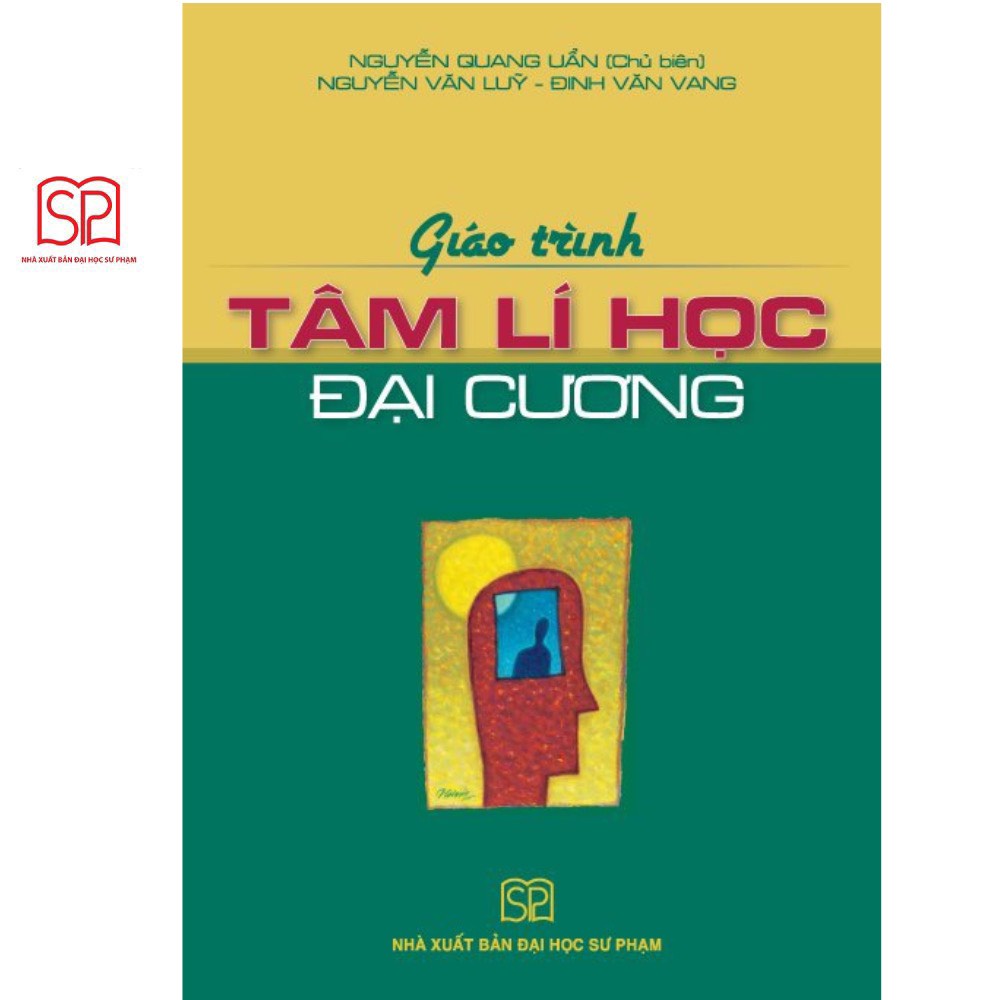 NGUYỄN QUANG UẨN (Chủ biên)
NGUYỄN VĂN LUỸ - ĐINH VĂN VANG
SP
NHÀ XUẤT BẢN ĐẠI HỌC SƯ PHẠM
Giáo trình
TÂM LÍ HỌC
ĐẠI CƯƠNG
SP
NHÀ XUẤT BẢN ĐẠI HỌC SƯ PHẠM